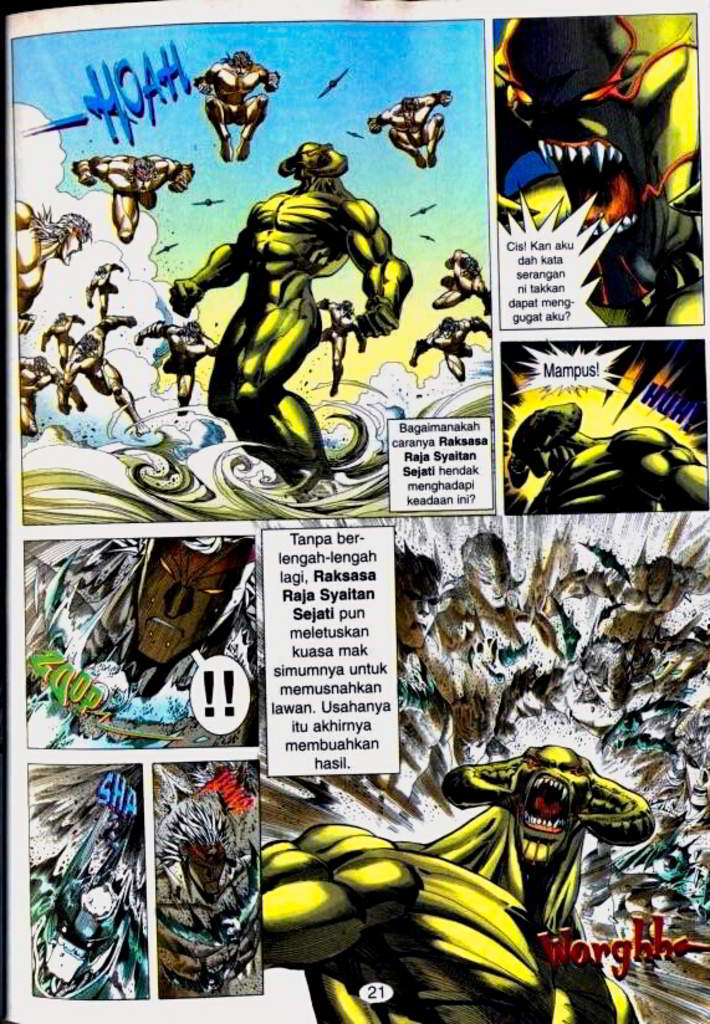 HOAH
Cis! Kan aku
dah kata
serangan
ni takkan
dapat meng-
gugat aku?
Bagaimanakah
caranya Raksasa
Raja Syaitan
Sejati hendak
menghadapi
keadaan ini?
Mampus!
HUH!
ZOOP
!!
Tanpa ber-
lengah-lengah
lagi, Raksasa
Raja Syaitan
Sejati pun
meletuskan
kuasa mak
simumnya untuk
memusnahkan
lawan. Usahanya
itu akhirnya
membuahkan
hasil.
SHA
Worghh
21